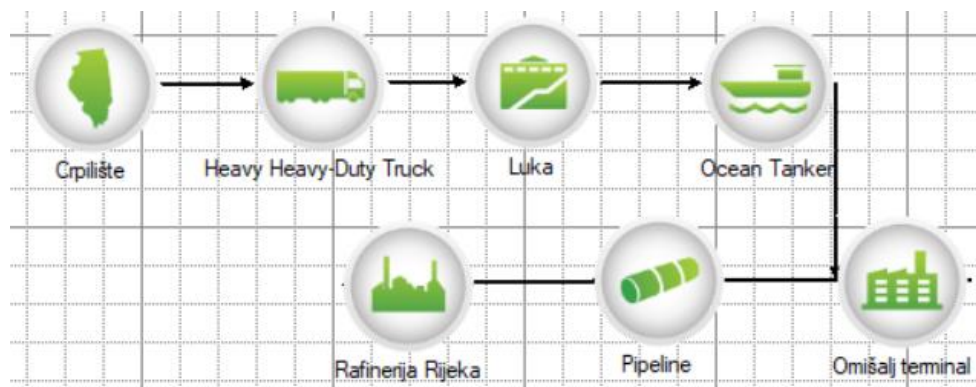 Crpilište
Heavy Heavy-Duty Truck
Luka
Ocean Tanker
Rafinerija Rijeka
Pipeline
Omišalj terminal